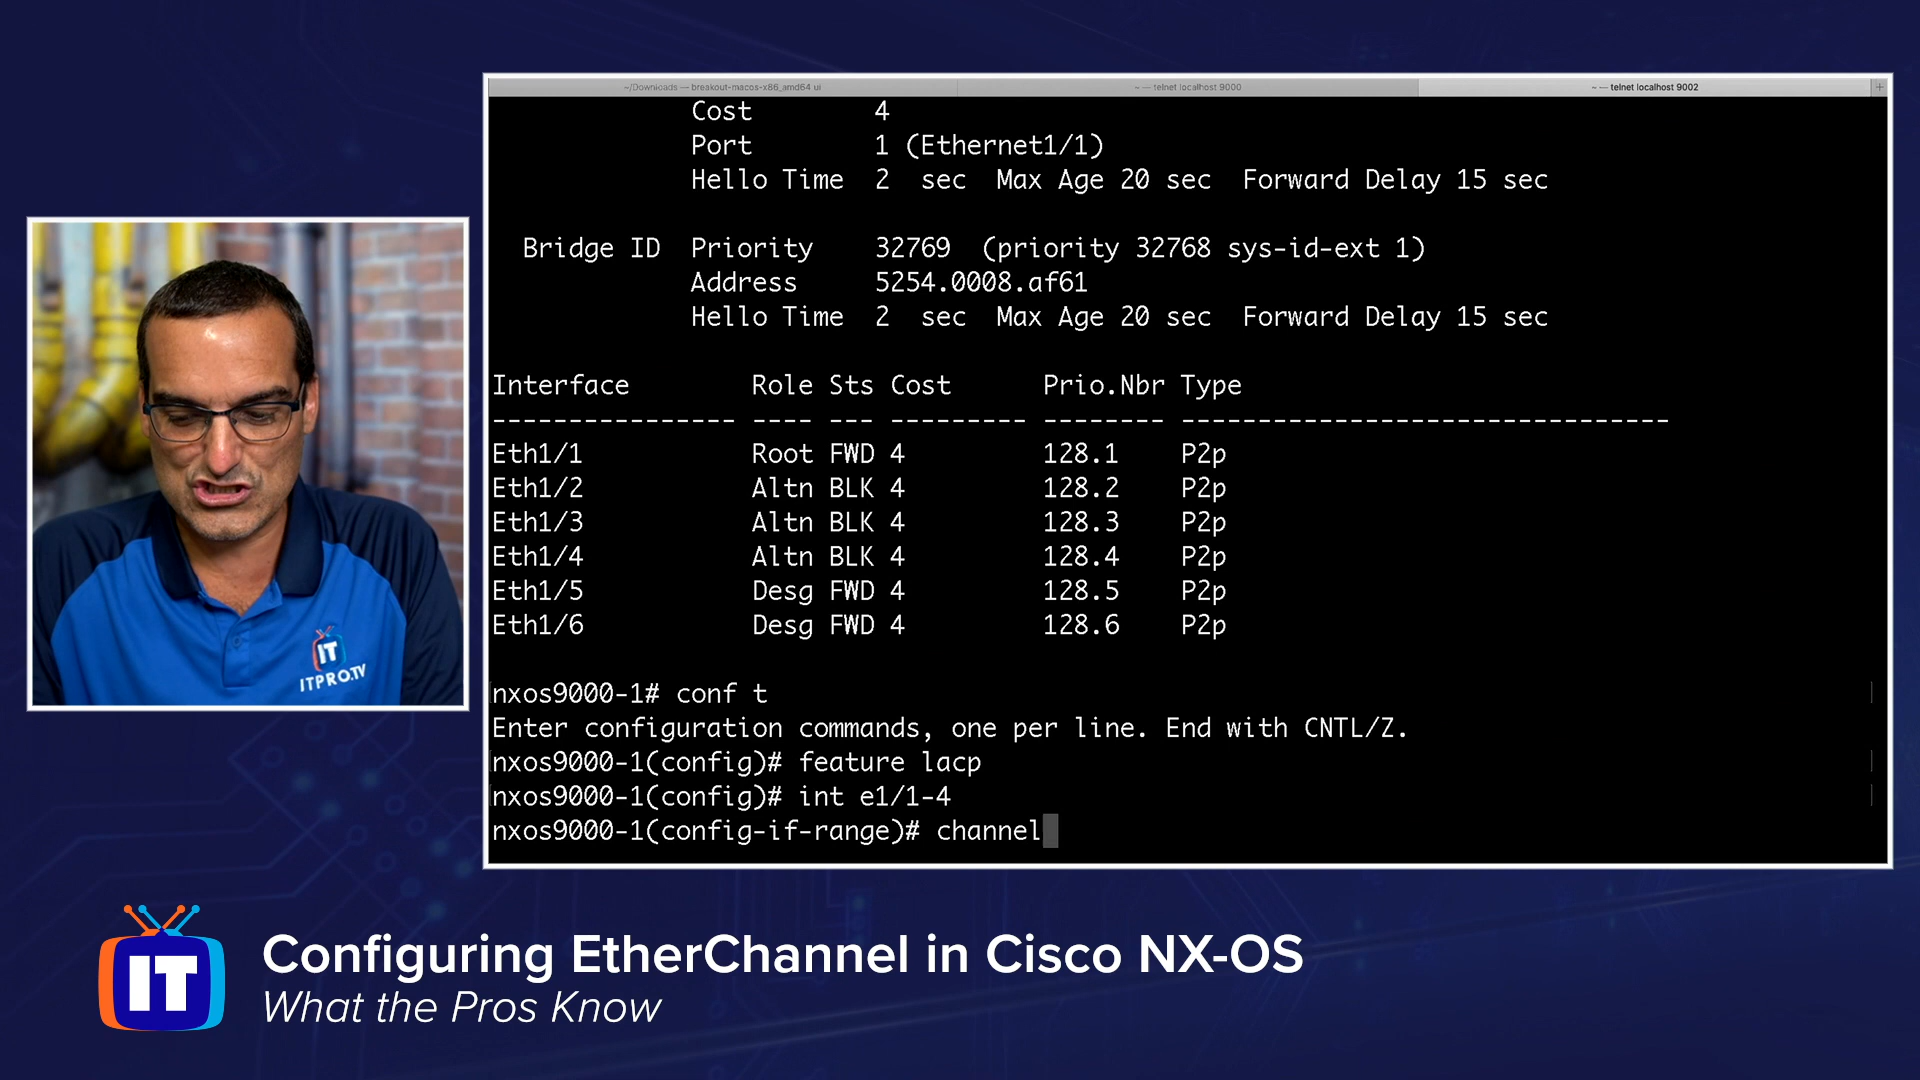 ~/Downloads — breakout-macos-x86_amd64 ui
~ — telnet localhost 9000
~ — telnet localhost 9002
+
Cost 4
Port 1 (Ethernet1/1)
Hello Time 2 sec Max Age 20 sec Forward Delay 15 sec
Bridge ID Priority 32769 (priority 32768 sys-id-ext 1)
Address 5254.0008.af61
Hello Time 2 sec Max Age 20 sec Forward Delay 15 sec
Interface Role Sts Cost Prio.Nbr Type
---------------- ---- --- --------- -------- --------------------------------
Eth1/1 Root FWD 4 128.1 P2p
Eth1/2 Altn BLK 4 128.2 P2p
Eth1/3 Altn BLK 4 128.3 P2p
Eth1/4 Altn BLK 4 128.4 P2p
Eth1/5 Desg FWD 4 128.5 P2p
Eth1/6 Desg FWD 4 128.6 P2p
nxos9000-1# conf t
Enter configuration commands, one per line. End with CNTL/Z.
nxos9000-1(config)# feature lacp
nxos9000-1(config)# int e1/1-4
nxos9000-1(config-if-range)# channel
IT
ITPRO.TV
IT
Configuring EtherChannel in Cisco NX-OS
What the Pros Know